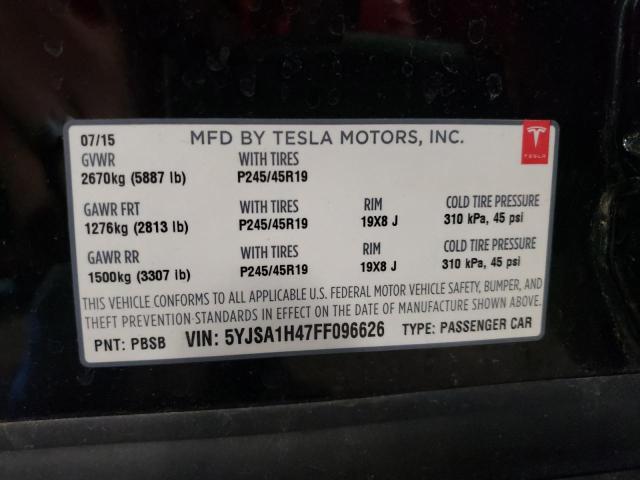 07/15 MFD BY TESLA MOTORS, INC.
GVWR WITH TIRES
2670kg (5887 lb) P245/45R19
GAWR FRT WITH TIRES RIM COLD TIRE PRESSURE
1276kg (2813 lb) P245/45R19 19X8 J 310 kPa, 45 psi
GAWR RR WITH TIRES RIM COLD TIRE PRESSURE
1500kg (3307 lb) P245/45R19 19X8 J 310 kPa, 45 psi
THIS VEHICLE CONFORMS TO ALL APPLICABLE U.S. FEDERAL MOTOR VEHICLE SAFETY, BUMPER, AND
THEFT PREVENTION STANDARDS IN EFFECT ON THE DATE OF MANUFACTURE SHOWN ABOVE.
PNT: PBSB VIN: 5YJSA1H47FF096626 TYPE: PASSENGER CAR